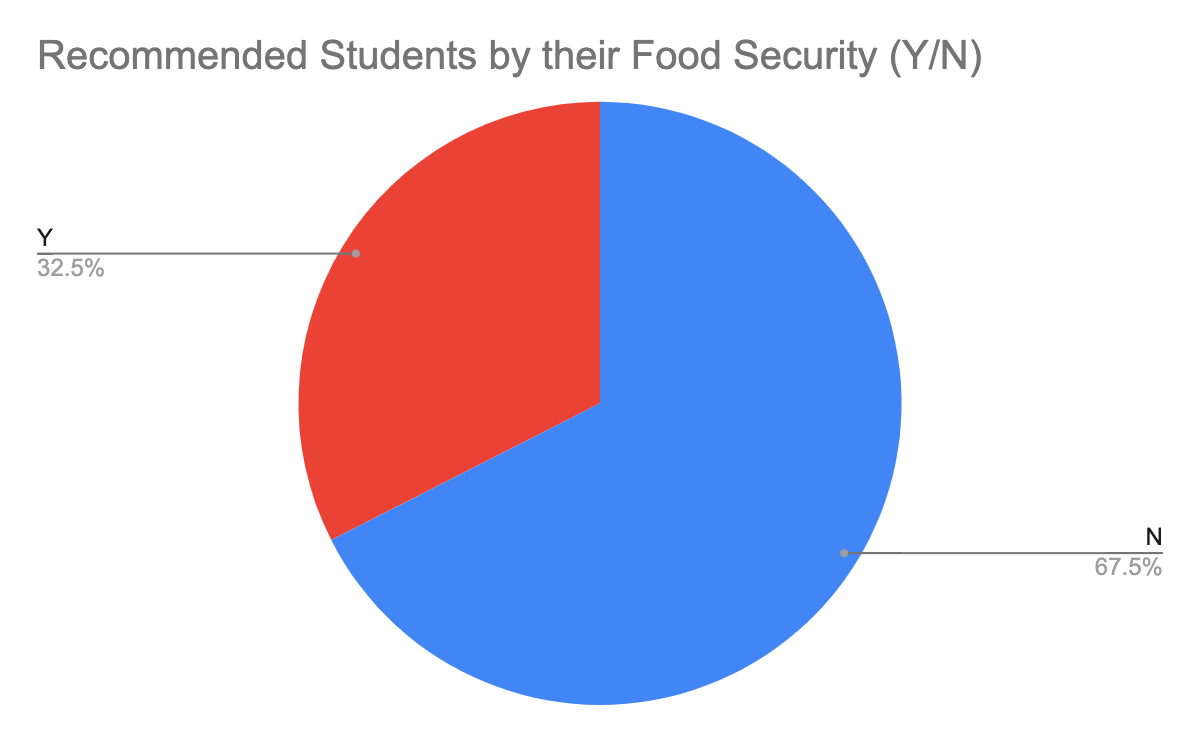 Recommended Students by their Food Security (Y/N)
Y
32.5%
N
67.5%